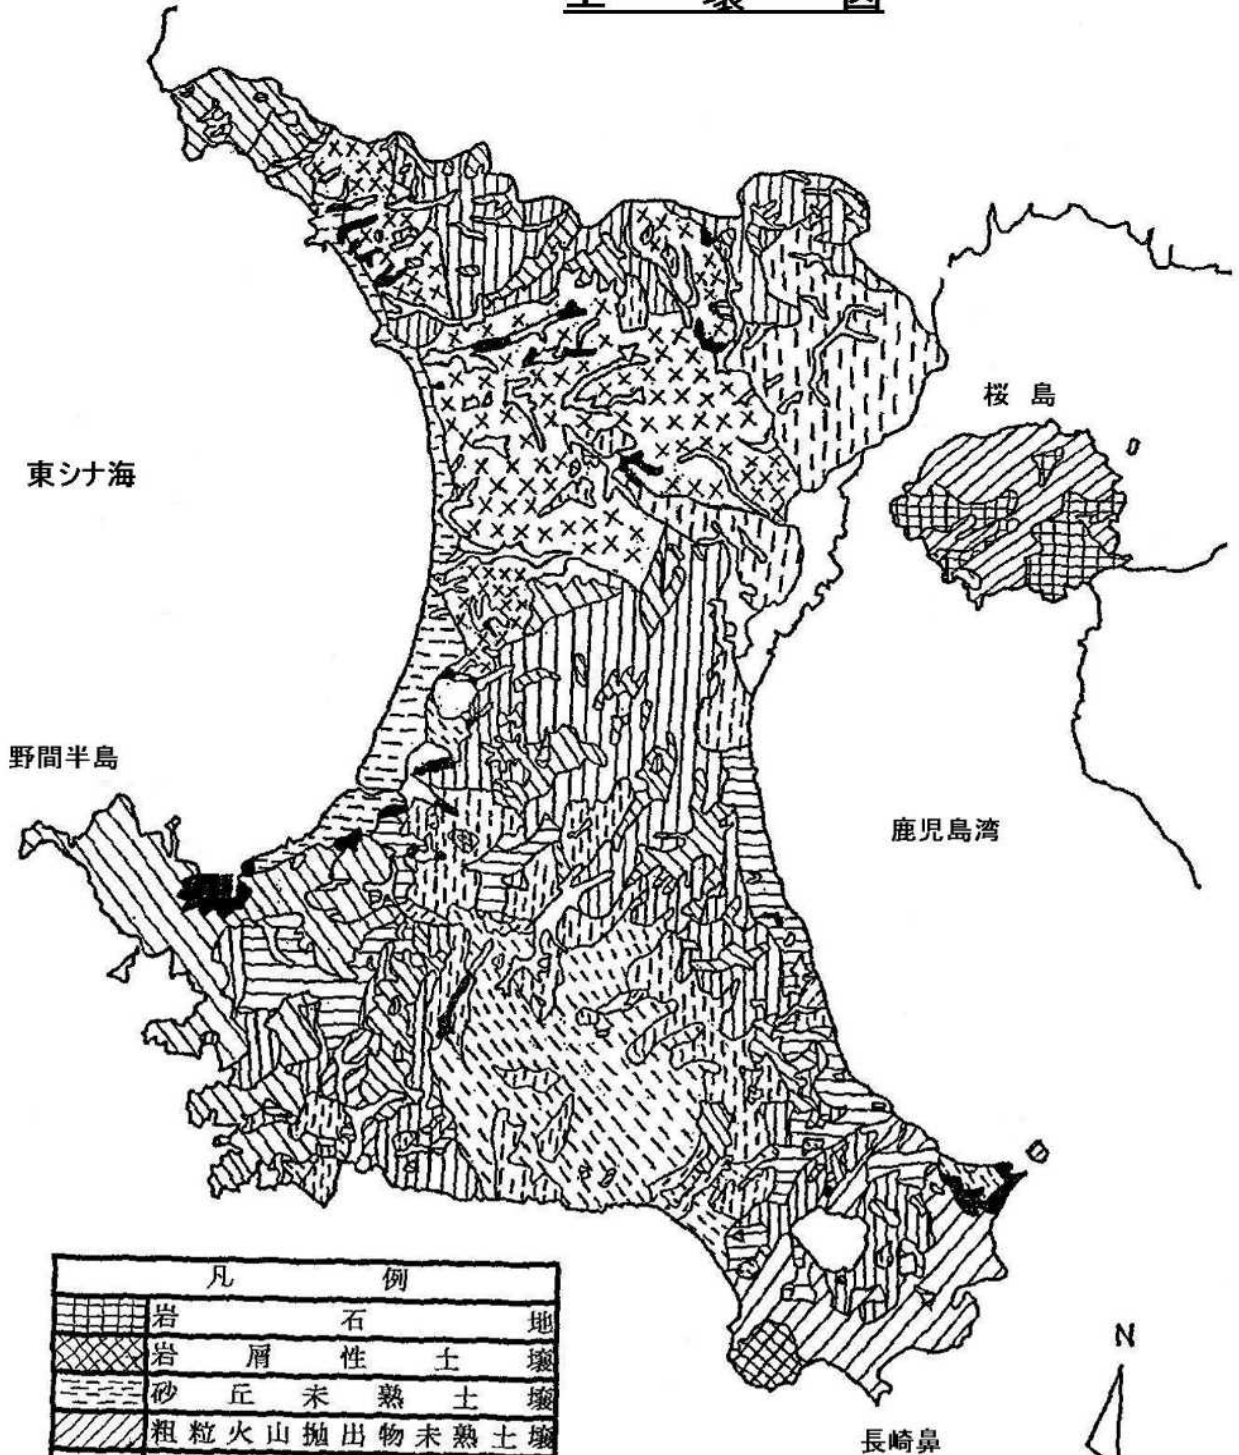 土壌図
桜島
東シナ海
野間半島
鹿児島湾
凡例
岩石地
岩屑性土壌
砂丘未熟土壌
粗粒火山抛出物未熟土壌
N
長崎鼻